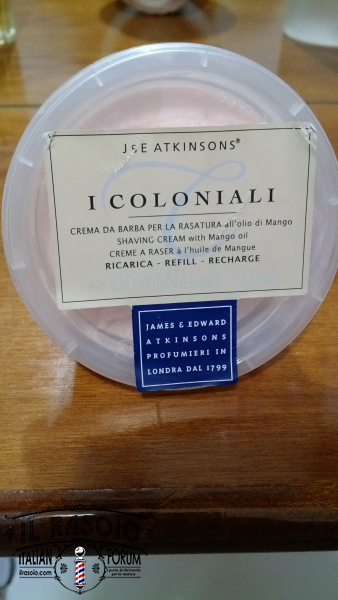 J&E ATKINSONS®
I COLONIALI
CREMA DA BARBA PER LA RASATURA all'olio di Mango
SHAVING CREAM with Mango oil
CREME A RASER à l'huile de Mangue
RICARICA - REFILL - RECHARGE
JAMES & EDWARD
ATKINSONS
PROFUMIERI IN
LONDRA DAL 1799
IL RASOIO
ITALIAN FORUM
ilrasoio.com